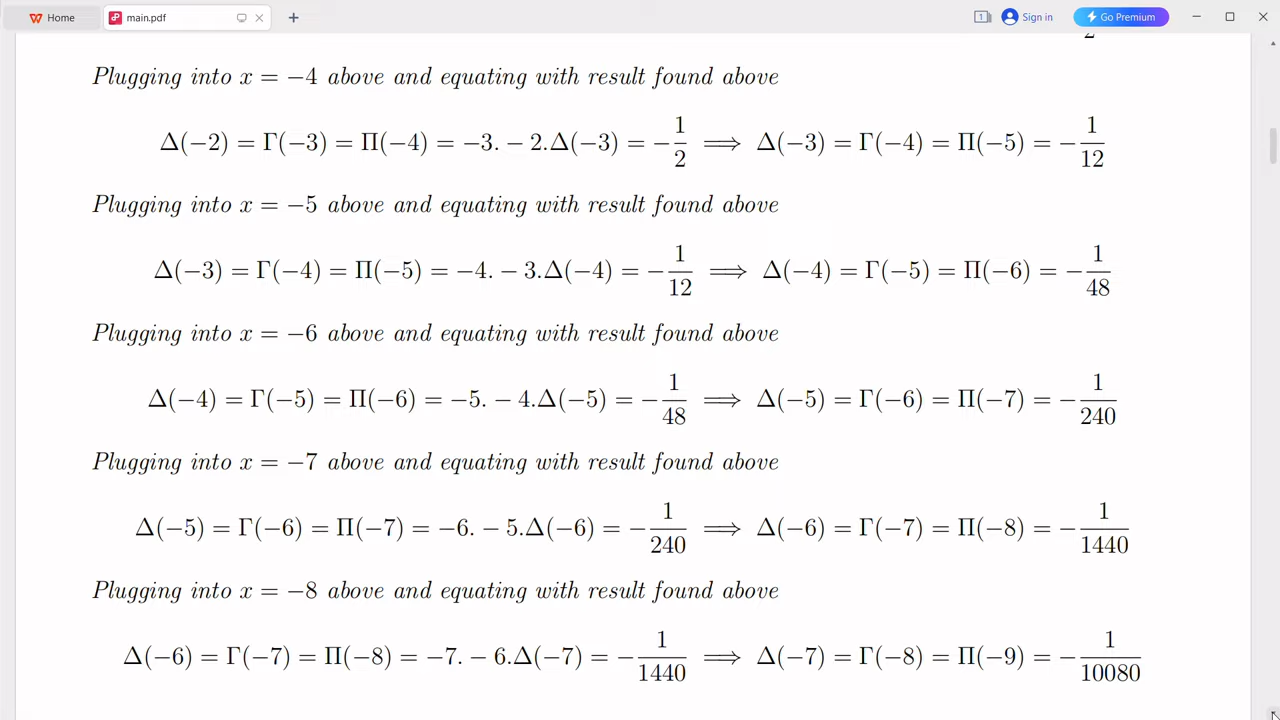 Home main.pdf 1 Sign in Go Premium
2
Plugging into x = −4 above and equating with result found above
Δ(−2) = Γ(−3) = Π(−4) = −3. − 2.Δ(−3) = −1/2 ⟹ Δ(−3) = Γ(−4) = Π(−5) = −1/12
Plugging into x = −5 above and equating with result found above
Δ(−3) = Γ(−4) = Π(−5) = −4. − 3.Δ(−4) = −1/12 ⟹ Δ(−4) = Γ(−5) = Π(−6) = −1/48
Plugging into x = −6 above and equating with result found above
Δ(−4) = Γ(−5) = Π(−6) = −5. − 4.Δ(−5) = −1/48 ⟹ Δ(−5) = Γ(−6) = Π(−7) = −1/240
Plugging into x = −7 above and equating with result found above
Δ(−5) = Γ(−6) = Π(−7) = −6. − 5.Δ(−6) = −1/240 ⟹ Δ(−6) = Γ(−7) = Π(−8) = −1/1440
Plugging into x = −8 above and equating with result found above
Δ(−6) = Γ(−7) = Π(−8) = −7. − 6.Δ(−7) = −1/1440 ⟹ Δ(−7) = Γ(−8) = Π(−9) = −1/10080